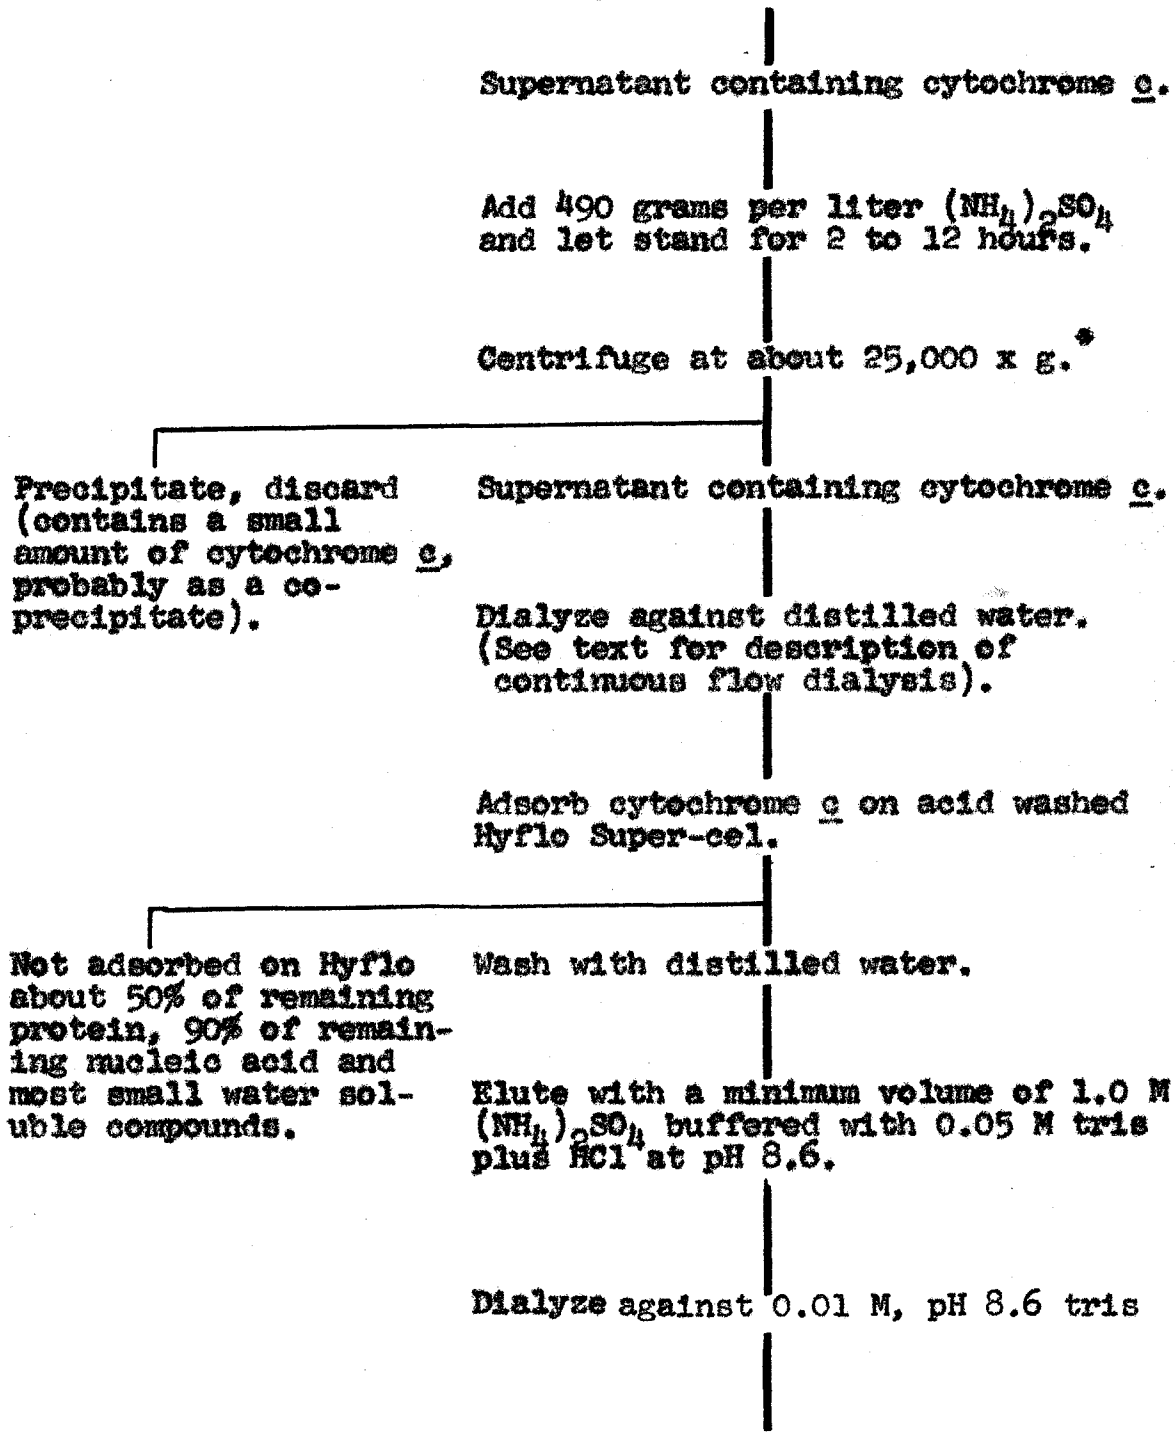 Supernatant containing cytochrome c.
Add 490 grams per liter (NH4)2SO4
and let stand for 2 to 12 hours.
Centrifuge at about 25,000 x g.*
Precipitate, discard
(contains a small
amount of cytochrome c,
probably as a co-
precipitate).
Supernatant containing cytochrome c.
Dialyze against distilled water.
(See text for description of
continuous flow dialysis).
Adsorb cytochrome c on acid washed
Hyflo Super-cel.
Not adsorbed on Hyflo
about 50% of remaining
protein, 90% of remain-
ing nucleic acid and
most small water sol-
uble compounds.
Wash with distilled water.
Elute with a minimum volume of 1.0 M
(NH4)2SO4 buffered with 0.05 M tris
plus HCl at pH 8.6.
Dialyze against 0.01 M, pH 8.6 tris